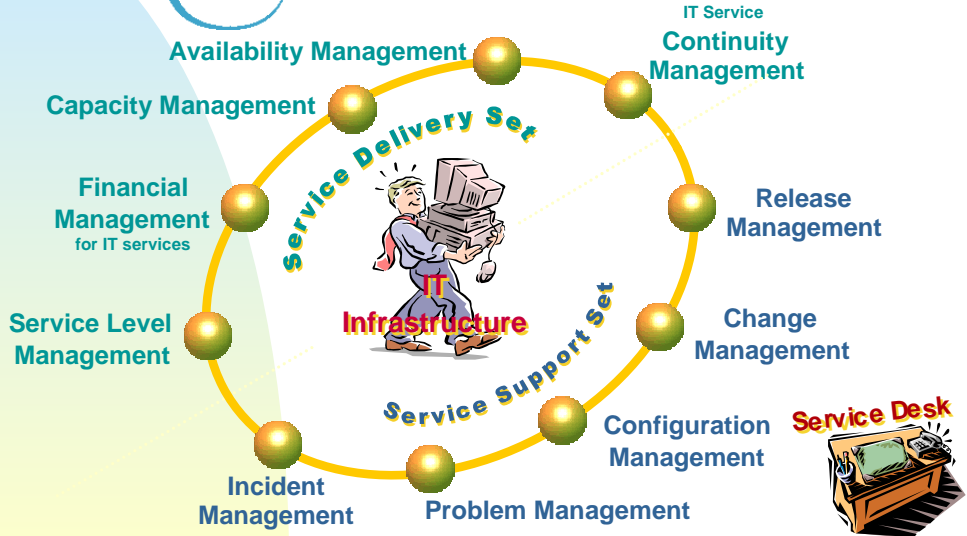 IT Service
Continuity
Management
Availability Management
Capacity Management
Service Delivery Set
Financial
Management
for IT services
Release
Management
IT
Infrastructure
Service Level
Management
Change
Management
Service Support Set
Service Desk
Configuration
Management
Incident
Management
Problem Management